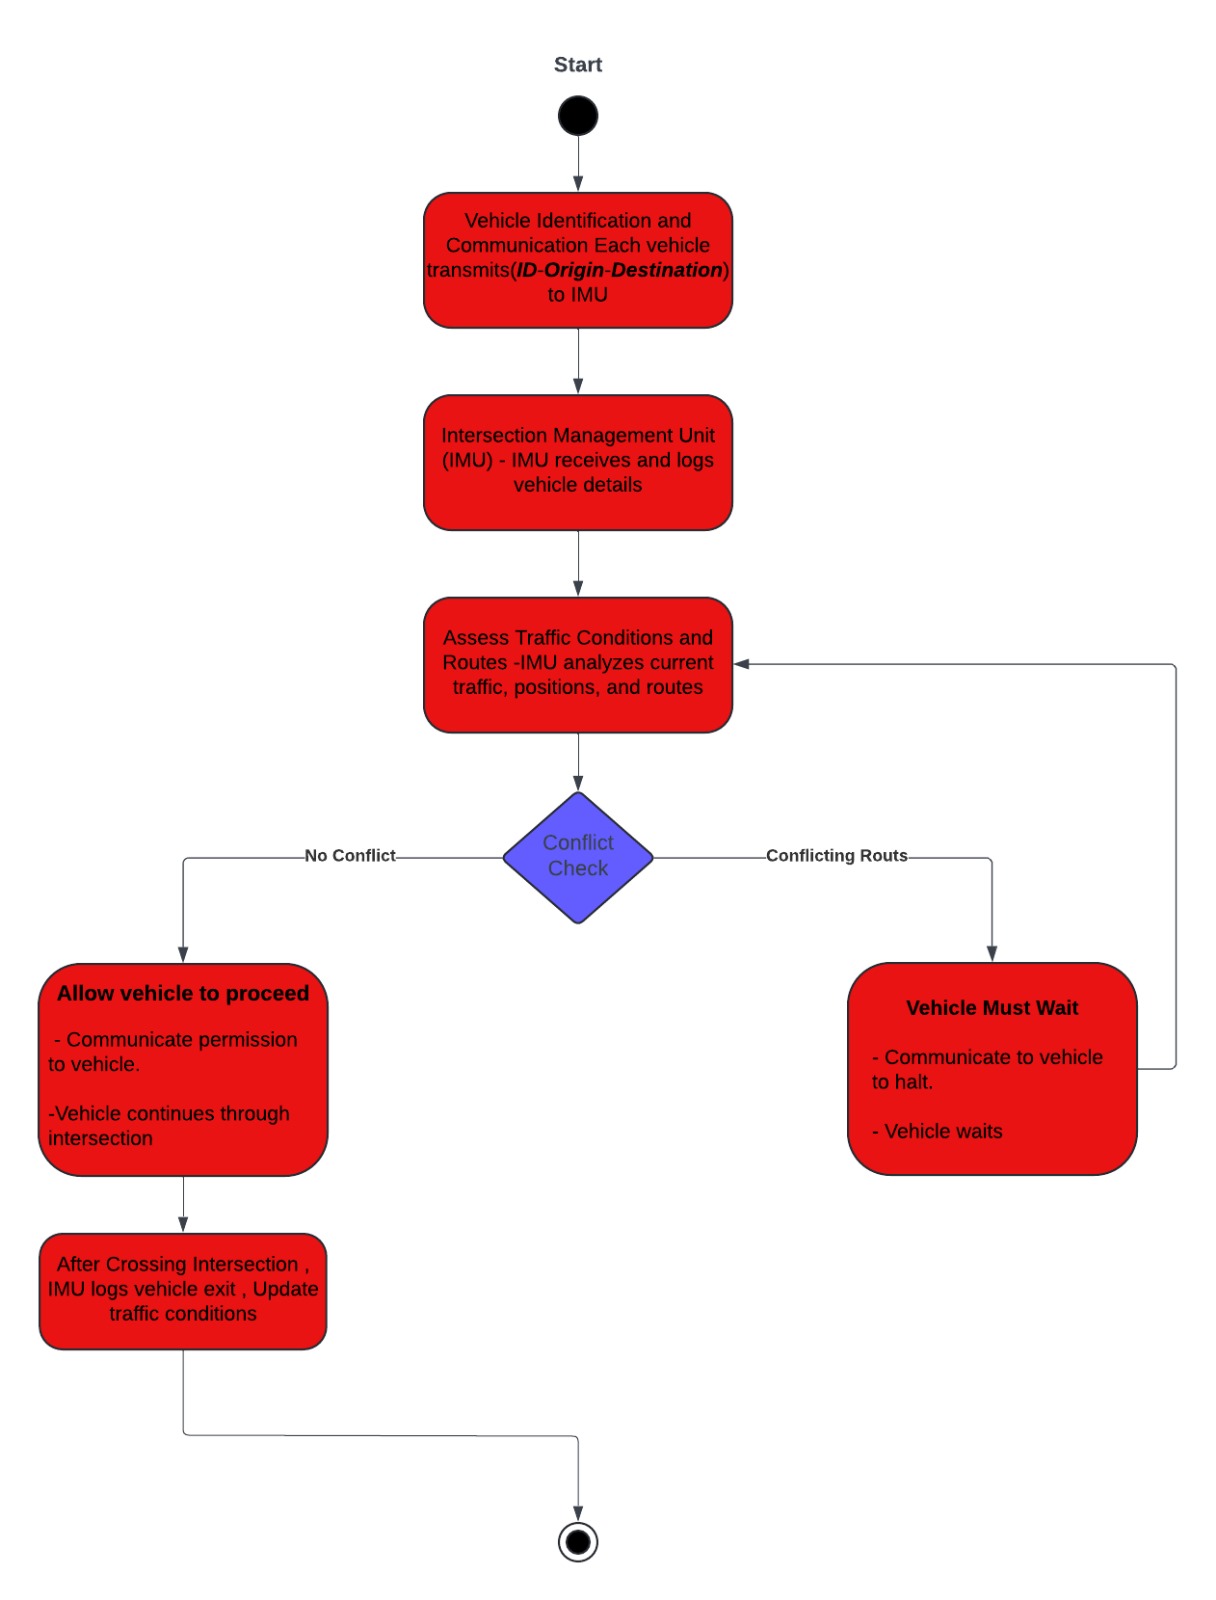 Start
Vehicle Identification and
Communication Each vehicle
transmits(ID-Origin-Destination)
to IMU
Intersection Management Unit
(IMU) - IMU receives and logs
vehicle details
Assess Traffic Conditions and
Routes -IMU analyzes current
traffic, positions, and routes
Conflict
Check
No Conflict
Conflicting Routs
Allow vehicle to proceed
- Communicate permission
to vehicle.
-Vehicle continues through
intersection
Vehicle Must Wait
- Communicate to vehicle
to halt.
- Vehicle waits
After Crossing Intersection ,
IMU logs vehicle exit , Update
traffic conditions